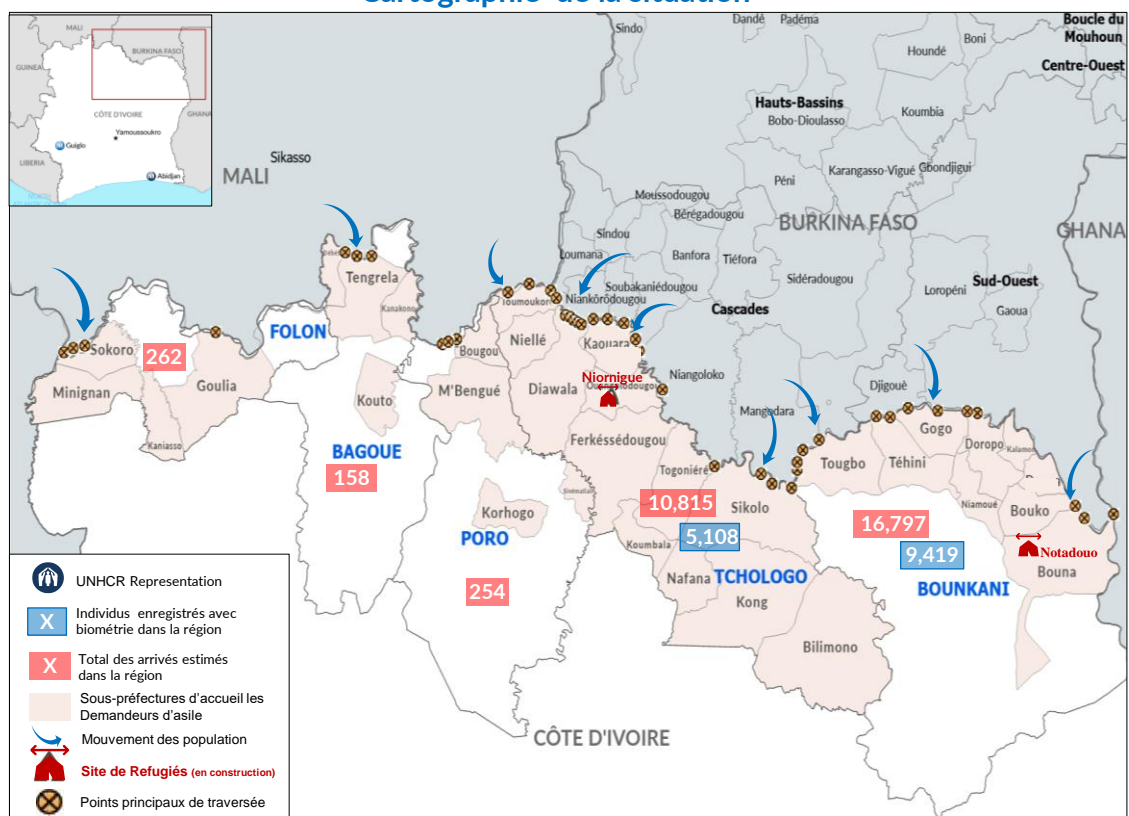 Cartographie de la situation
MALI
BURKINA FASO
GUINEA
CÔTE D'IVOIRE
GHANA
Yamoussoukro
Guiglo
LIBERIA
Abidjan
Dandé
Padéma
Sindo
Boucle du
Mouhoun
Houndé
Boni
Centre-Ouest
Hauts-Bassins
Bobo-Dioulasso
Koumbia
Sikasso
MALI
Karangasso-Vigué
Gbondjigui
Péni
Moussodougou
Bérégadougou
BURKINA FASO
GHANA
Sindou
Loumana
Banfora
Tiéfora
Sidéradougou
Soubakaniédougou
Niankôrôdougou
Loropéni
Sud-Ouest
Gaoua
Cascades
Tengrela
Kanakono
Toumoukoro
FOLON
Sokoro
262
Goulia
Minignan
Kaniasso
Bougou
Niellé
Kaouara
M'Bengué
Diawala
Niornigue
Niangoloko
Djigouè
Mangodara
Kouto
BAGOUE
158
Ferkéssédougou
Gogo
Doropo
Kalamon
Tougbo
Téhini
Togoniéré
10,815
Sikolo
5,108
Korhogo
PORO
254
Koumbala
Nafana
TCHOLOGO
Kong
Bilimono
16,797
9,419
BOUNKANI
Niamoué
Bouko
Notadouo
Bouna
CÔTE D'IVOIRE
UNHCR Representation
X
Individus enregistrés avec
biométrie dans la région
X
Total des arrivés estimés
dans la région
Sous-préfectures d'accueil les
Demandeurs d'asile
Mouvement des population
Site de Refugiés (en construction)
Points principaux de traversée